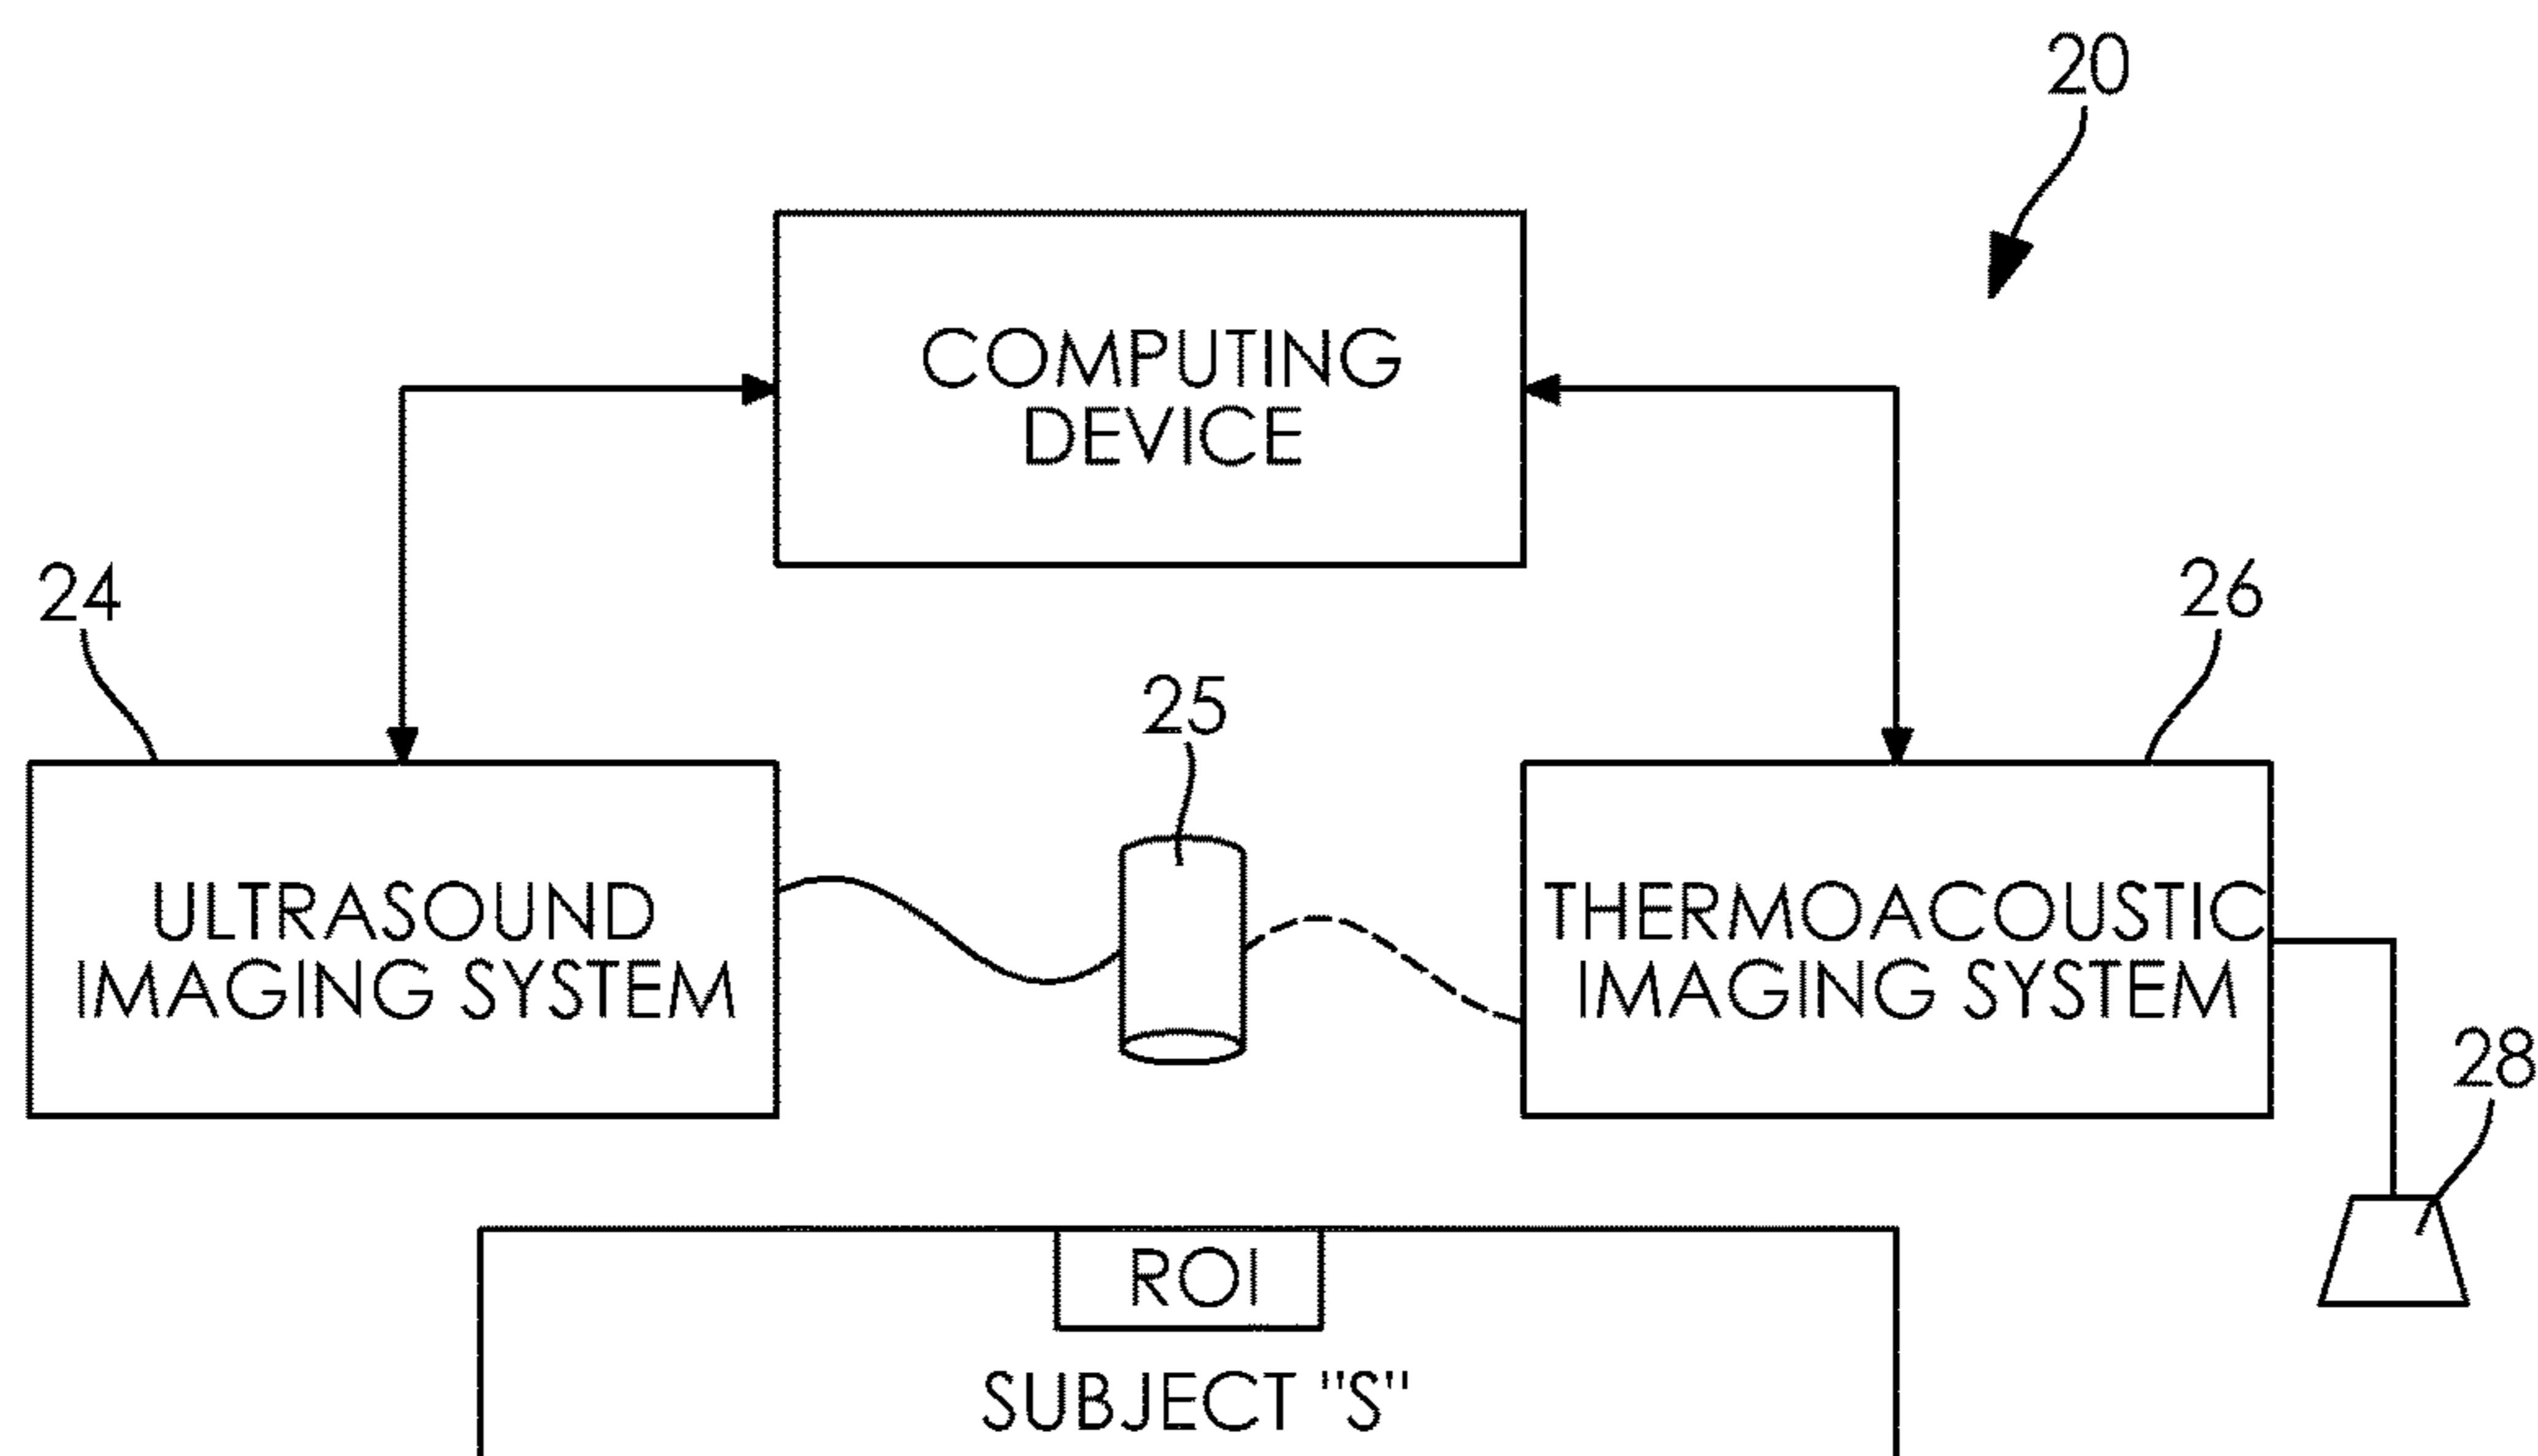 20
COMPUTING
DEVICE
24
26
25
ULTRASOUND
IMAGING SYSTEM
THERMOACOUSTIC
IMAGING SYSTEM
28
ROI
SUBJECT "S"